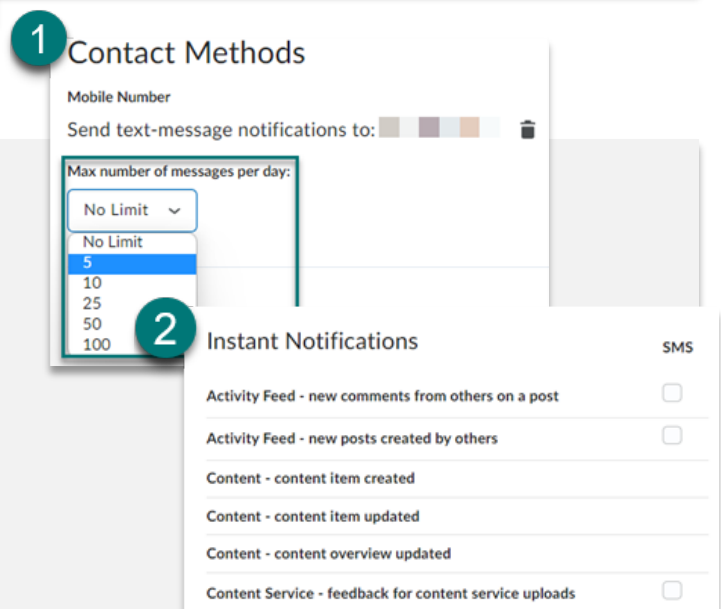 1
Contact Methods
Mobile Number
Send text-message notifications to:
Max number of messages per day:
No Limit
No Limit
5
10
25
50
100
2
Instant Notifications
SMS
Activity Feed - new comments from others on a post
Activity Feed - new posts created by others
Content - content item created
Content - content item updated
Content - content overview updated
Content Service - feedback for content service uploads